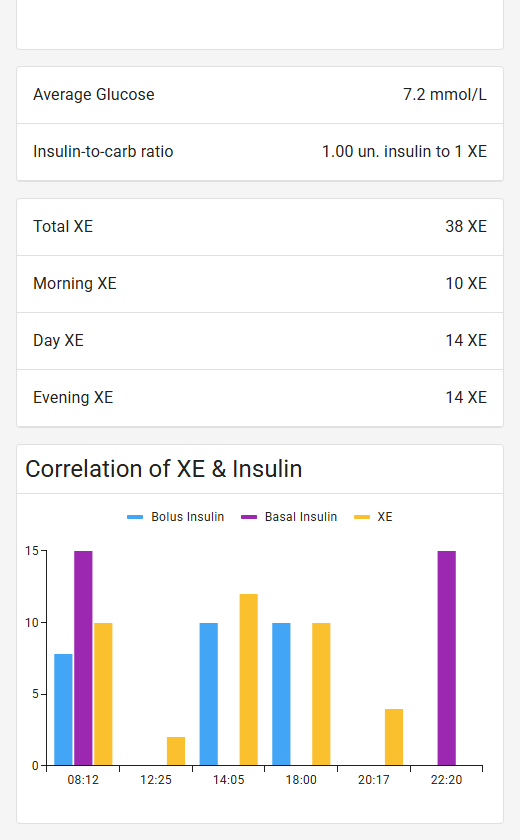 Average Glucose 7.2 mmol/L
Insulin-to-carb ratio 1.00 un. insulin to 1 XE
Total XE 38 XE
Morning XE 10 XE
Day XE 14 XE
Evening XE 14 XE
Correlation of XE & Insulin
Bolus Insulin Basal Insulin XE
15
10
5
0
08:12 12:25 14:05 18:00 20:17 22:20